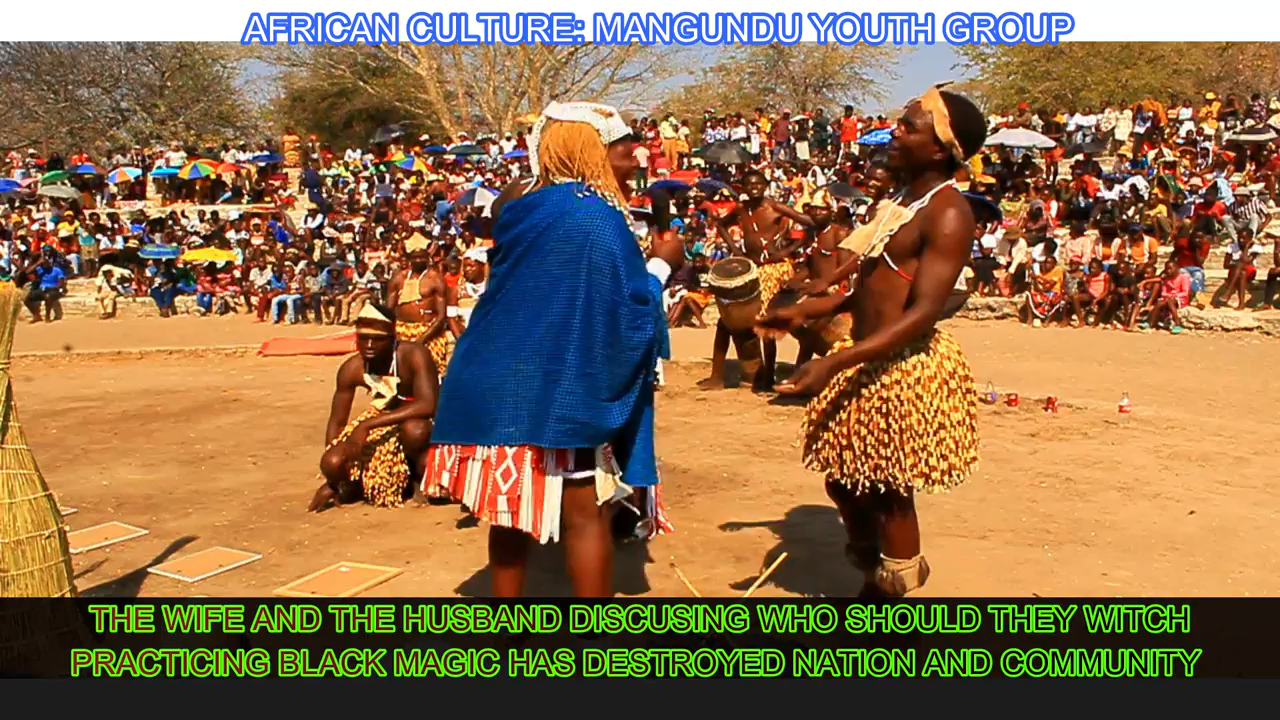 AFRICAN CULTURE: MANGUNDU YOUTH GROUP
THE WIFE AND THE HUSBAND DISCUSING WHO SHOULD THEY WITCH
PRACTICING BLACK MAGIC HAS DESTROYED NATION AND COMMUNITY